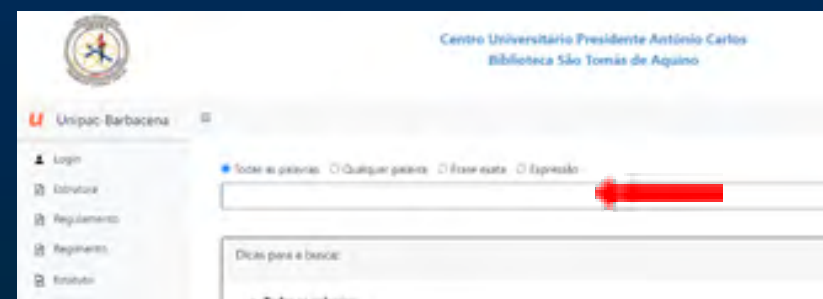 Centro Universitário Presidente Antônio Carlos
Biblioteca São Tomás de Aquino
Unipac-Barbacena
Login
Estrutura
Regulamento
Regimento
Estatuto
Todas as palavras Qualquer palavra Frase exata Expressão
Dicas para a busca: